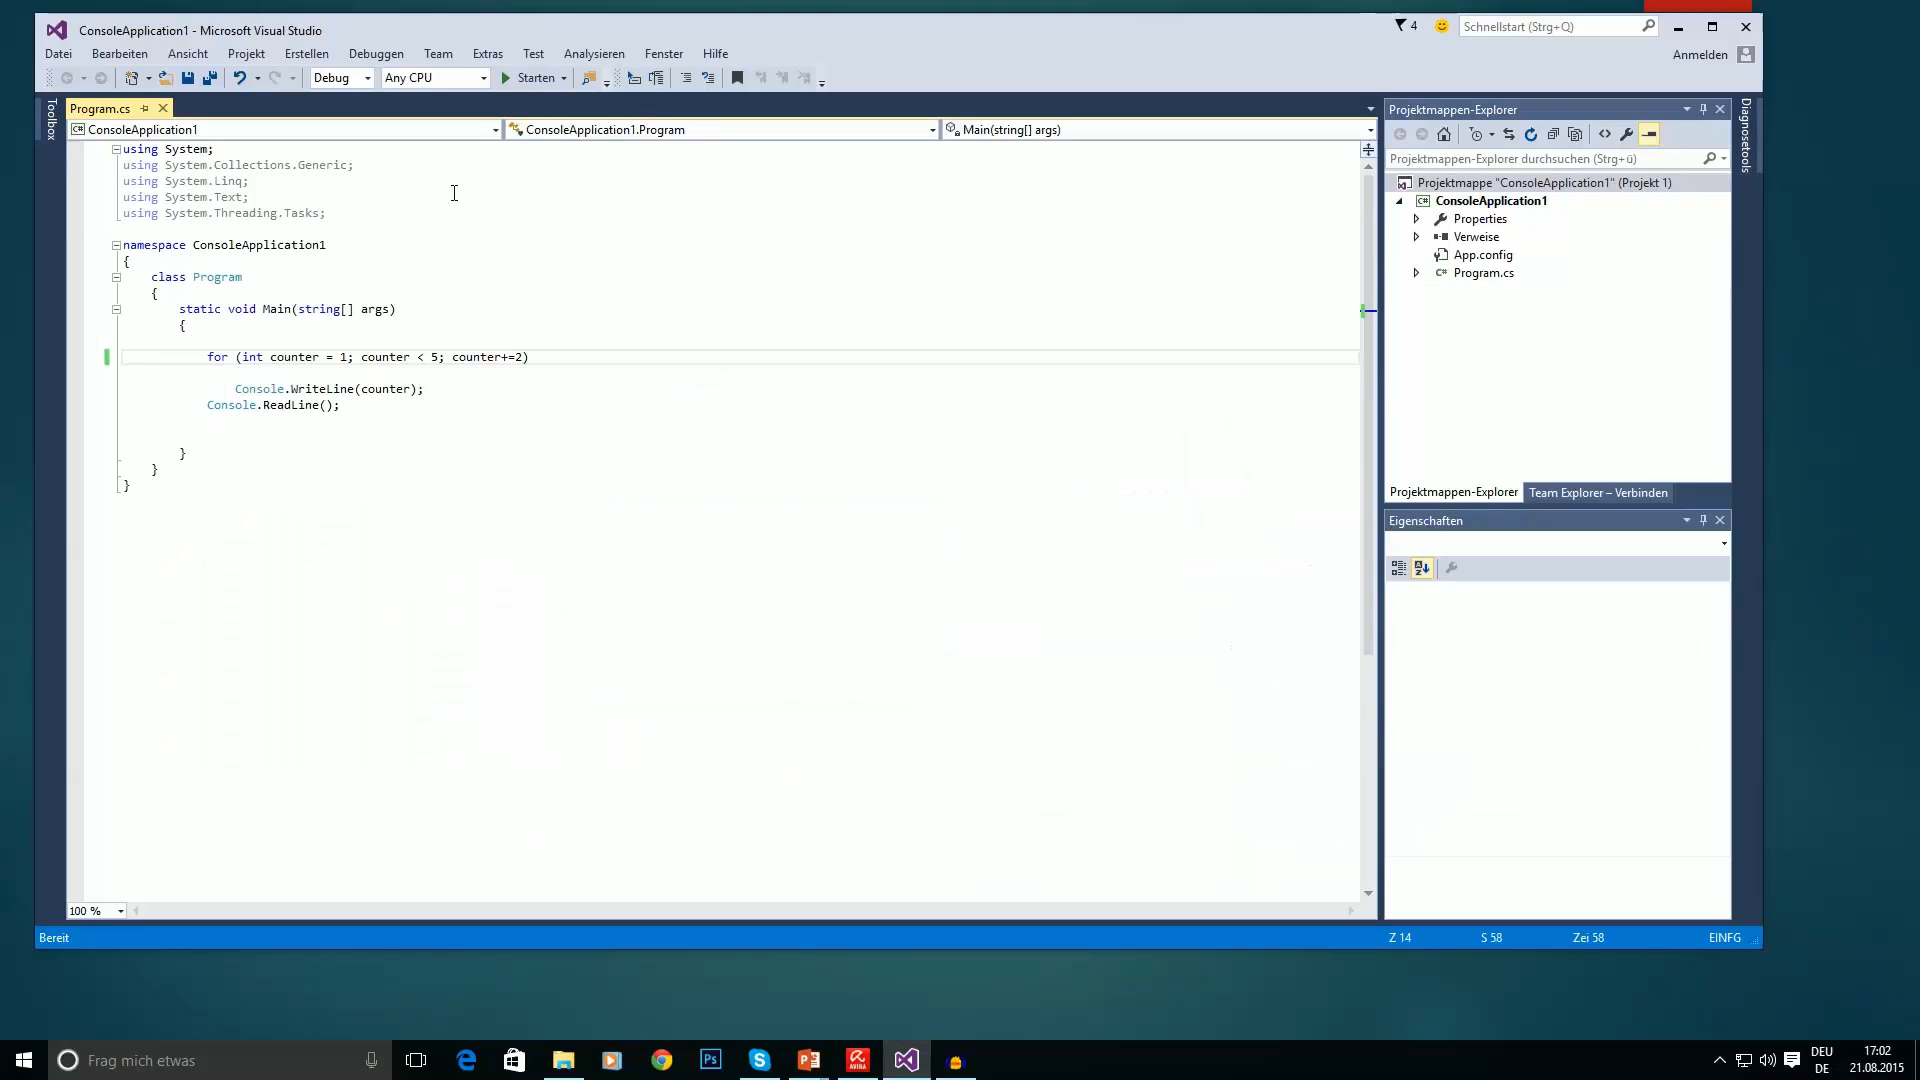 ConsoleApplication1 - Microsoft Visual Studio
4
Schnellstart (Strg+Q)
Datei Bearbeiten Ansicht Projekt Erstellen Debuggen Team Extras Test Analysieren Fenster Hilfe
Anmelden
Debug Any CPU Starten
Toolbox
Program.cs
ConsoleApplication1 ConsoleApplication1.Program Main(string[] args)
using System;
using System.Collections.Generic;
using System.Linq;
using System.Text;
using System.Threading.Tasks;
namespace ConsoleApplication1
{
class Program
{
static void Main(string[] args)
{
for (int counter = 1; counter < 5; counter+=2)
Console.WriteLine(counter);
Console.ReadLine();
}
}
}
100 %
Projektmappen-Explorer
Projektmappen-Explorer durchsuchen (Strg+ü)
Projektmappe "ConsoleApplication1" (Projekt 1)
ConsoleApplication1
Properties
Verweise
App.config
Program.cs
Projektmappen-Explorer Team Explorer – Verbinden
Eigenschaften
Diagnosetools
Bereit Z 14 S 58 Zei 58 EINFG
Frag mich etwas
DEU
DE
17:02
21.08.2015